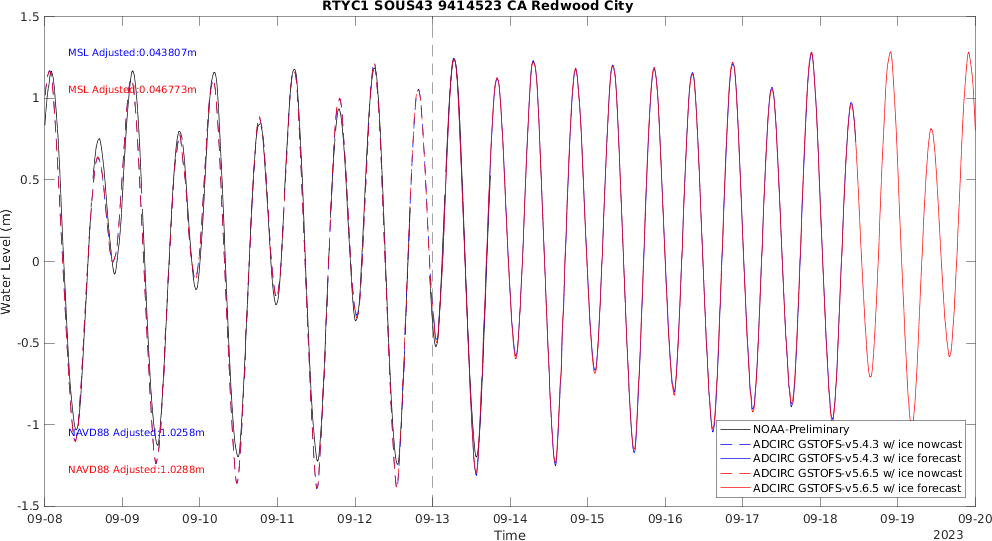 RTYC1 SOUS43 9414523 CA Redwood City
1.5
MSL Adjusted:0.043807m
MSL Adjusted:0.046773m
1
0.5
0
-0.5
-1
-1.5
Water Level (m)
NAVD88 Adjusted:1.0258m
NAVD88 Adjusted:1.0288m
NOAA-Preliminary
ADCIRC GSTOFS-v5.4.3 w/ ice nowcast
ADCIRC GSTOFS-v5.4.3 w/ ice forecast
ADCIRC GSTOFS-v5.6.5 w/ ice nowcast
ADCIRC GSTOFS-v5.6.5 w/ ice forecast
09-08 09-09 09-10 09-11 09-12 09-13 09-14 09-15 09-16 09-17 09-18 09-19 09-20
Time
2023